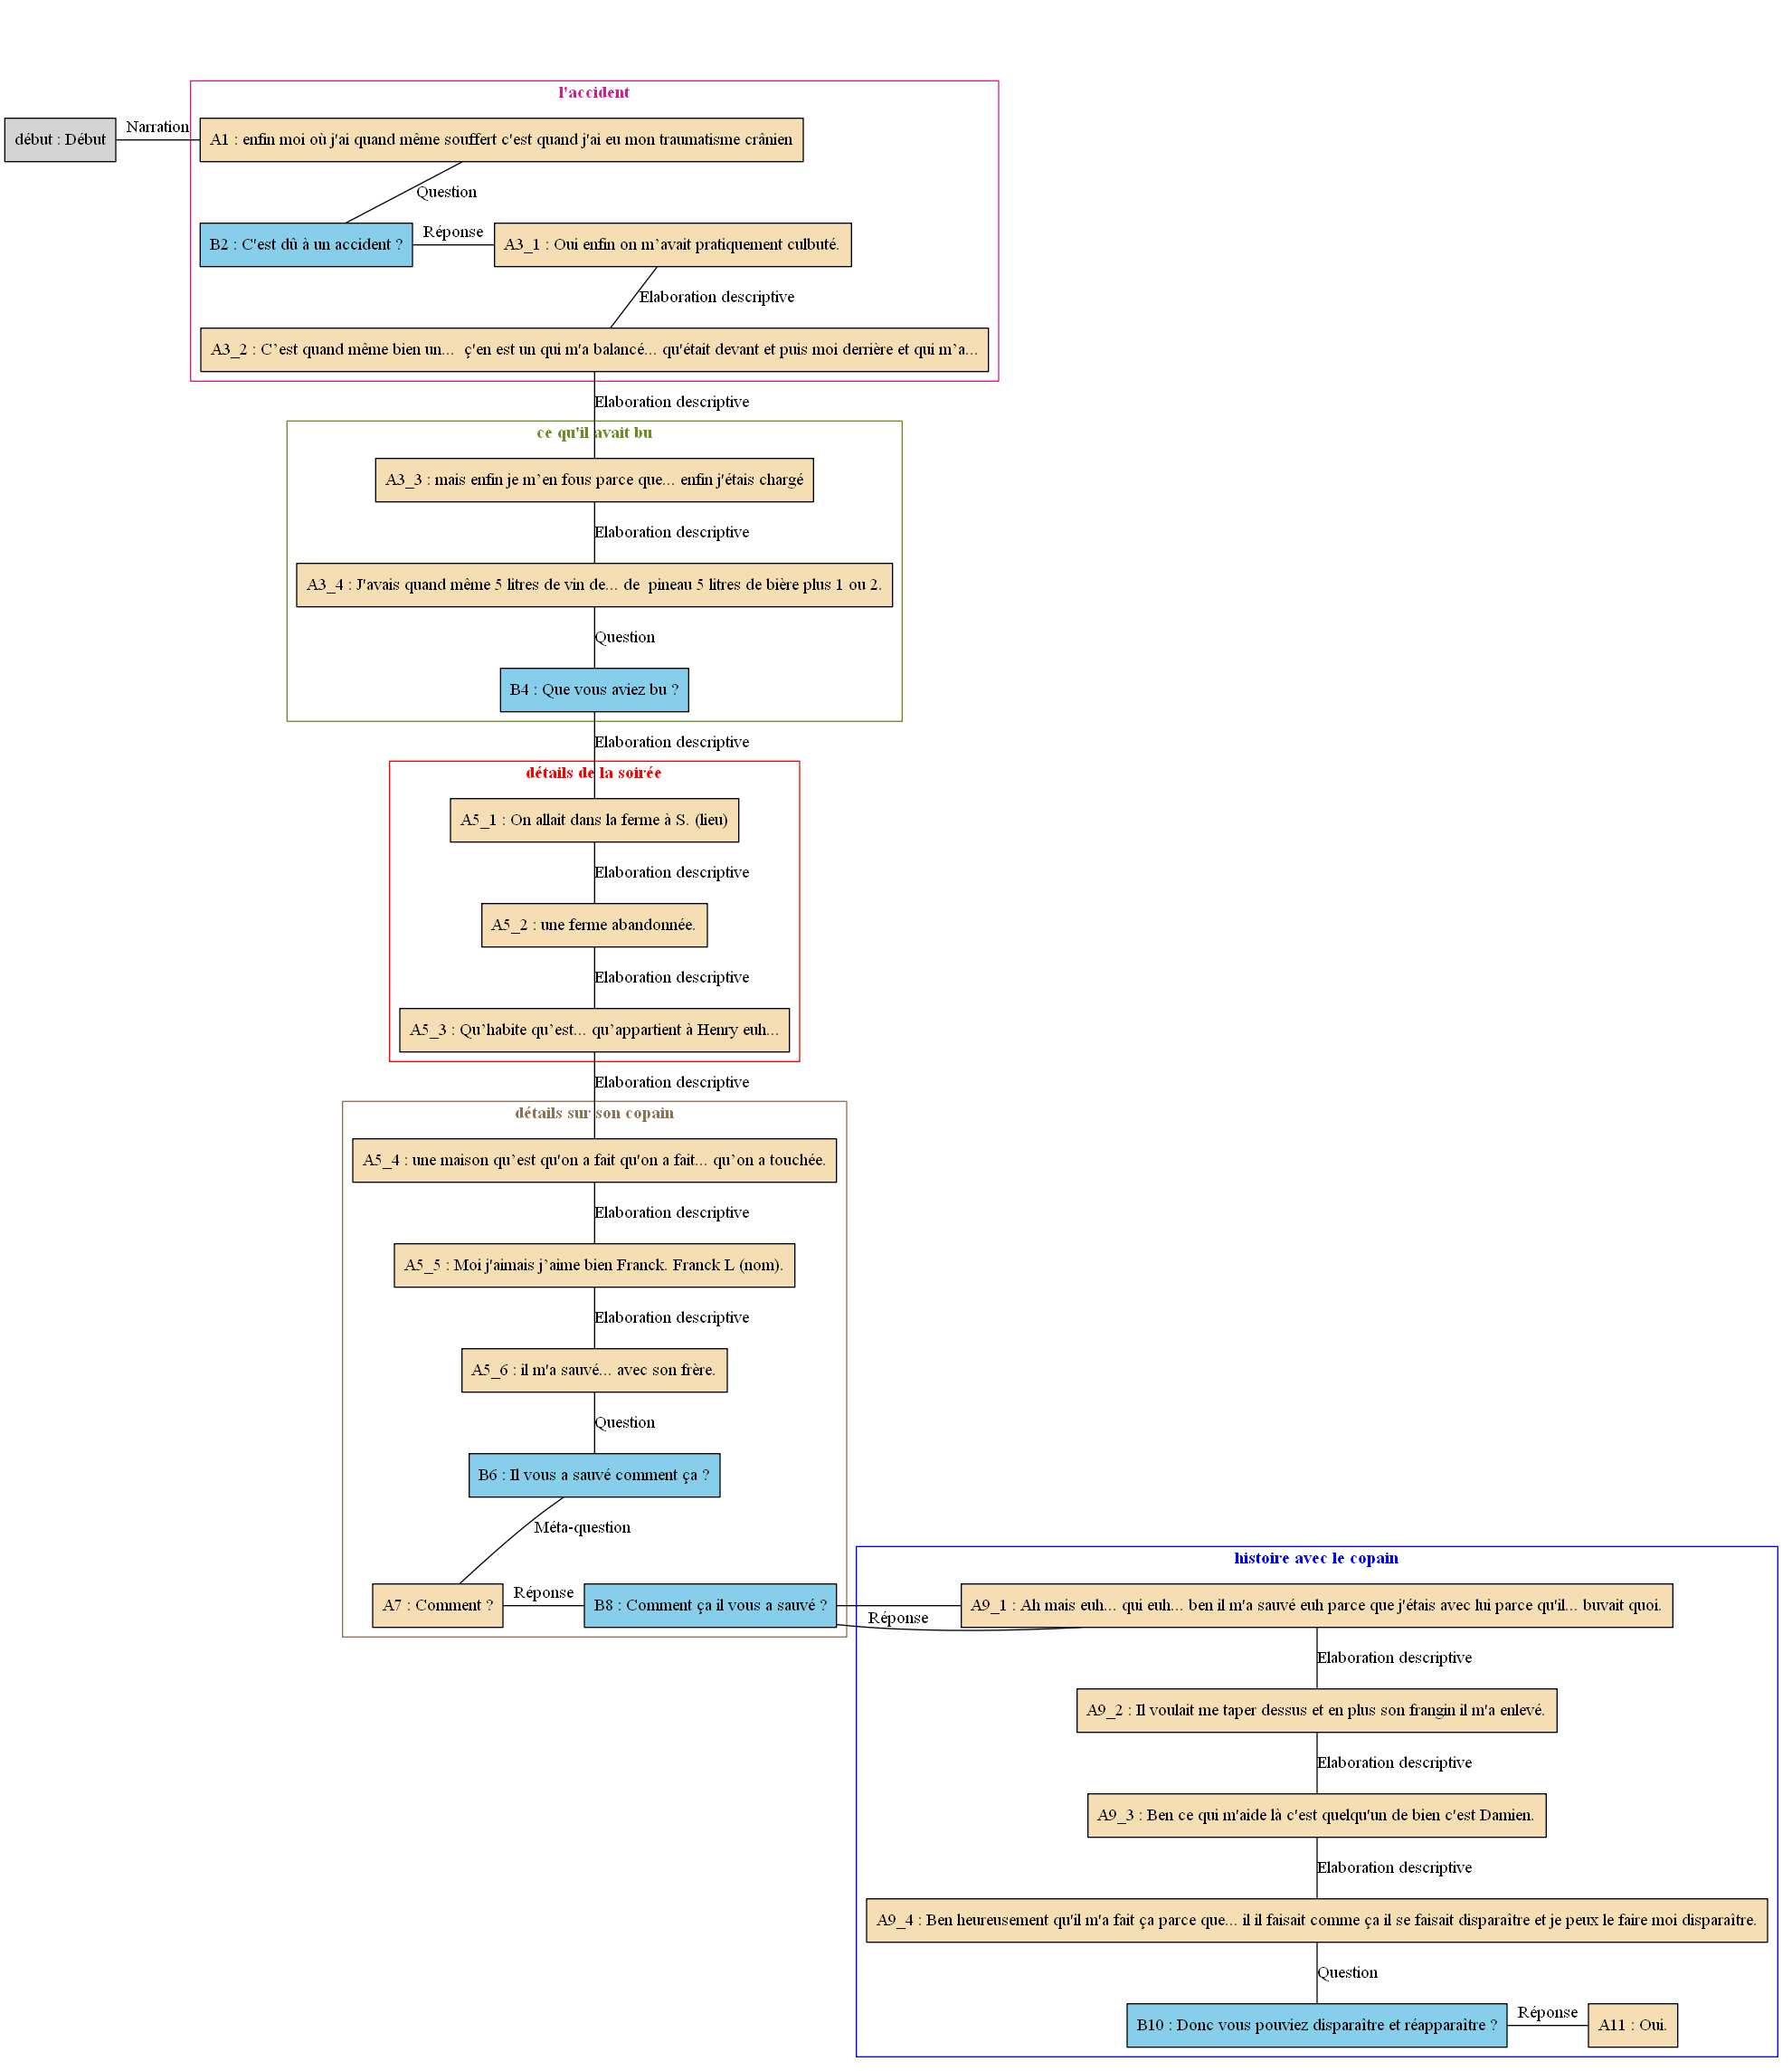 l'accident
début : Début
Narration
A1 : enfin moi où j'ai quand même souffert c'est quand j'ai eu mon traumatisme crânien
Question
B2 : C'est dû à un accident ?
Réponse
A3_1 : Oui enfin on m’avait pratiquement culbuté.
Elaboration descriptive
A3_2 : C’est quand même bien un...  ç'en est un qui m'a balancé... qu'était devant et puis moi derrière et qui m’a...
Elaboration descriptive
ce qu'il avait bu
A3_3 : mais enfin je m’en fous parce que... enfin j'étais chargé
Elaboration descriptive
A3_4 : J'avais quand même 5 litres de vin de... de  pineau 5 litres de bière plus 1 ou 2.
Question
B4 : Que vous aviez bu ?
Elaboration descriptive
détails de la soirée
A5_1 : On allait dans la ferme à S. (lieu)
Elaboration descriptive
A5_2 : une ferme abandonnée.
Elaboration descriptive
A5_3 : Qu’habite qu’est... qu’appartient à Henry euh...
Elaboration descriptive
détails sur son copain
A5_4 : une maison qu’est qu'on a fait qu'on a fait... qu’on a touchée.
Elaboration descriptive
A5_5 : Moi j'aimais j’aime bien Franck. Franck L (nom).
Elaboration descriptive
A5_6 : il m'a sauvé... avec son frère.
Question
B6 : Il vous a sauvé comment ça ?
Méta-question
A7 : Comment ?
Réponse
B8 : Comment ça il vous a sauvé ?
Réponse
histoire avec le copain
A9_1 : Ah mais euh... qui euh... ben il m'a sauvé euh parce que j'étais avec lui parce qu'il... buvait quoi.
Elaboration descriptive
A9_2 : Il voulait me taper dessus et en plus son frangin il m'a enlevé.
Elaboration descriptive
A9_3 : Ben ce qui m'aide là c'est quelqu'un de bien c'est Damien.
Elaboration descriptive
A9_4 : Ben heureusement qu'il m'a fait ça parce que... il il faisait comme ça il se faisait disparaître et je peux le faire moi disparaître.
Question
B10 : Donc vous pouviez disparaître et réapparaître ?
Réponse
A11 : Oui.